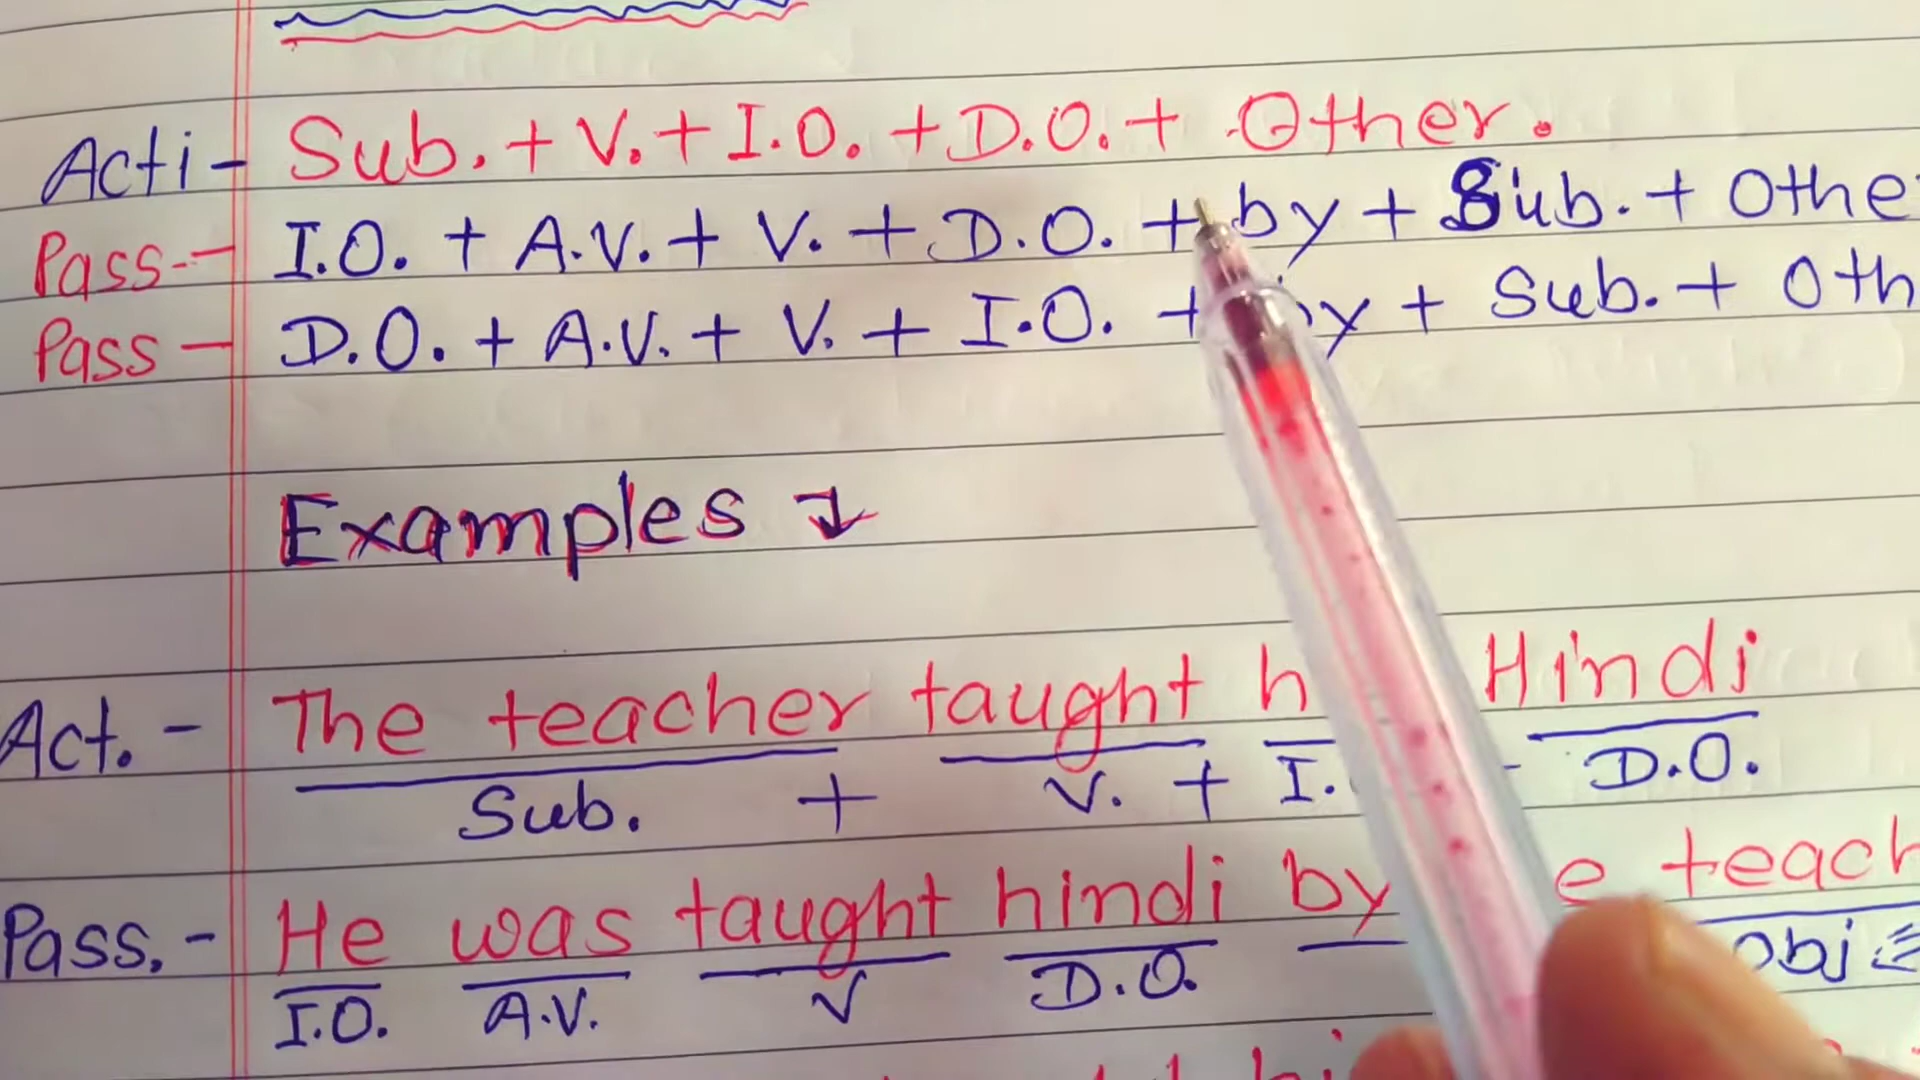 Acti - Sub. + V. + I.O. + D.O. + Other.
Pass.- I.O. + A.V. + V. + D.O. + by + Sub. + Othe
Pass - D.O. + A.V. + V. + I.O. + y + Sub. + Oth
Examples
Act. - The teacher taught h Hindi
Sub. + V. + I. - D.O.
Pass. - He was taught hindi by e teach
I.O. A.V. V D.O. obj